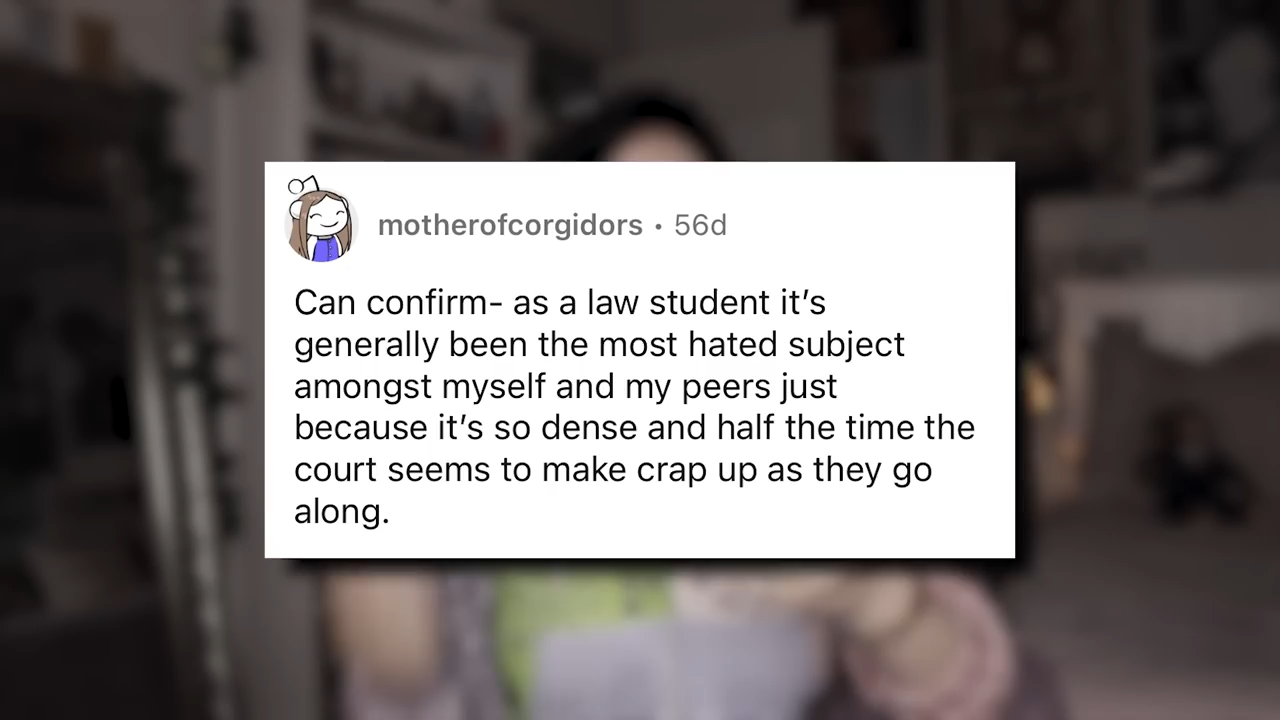 motherofcorgidors • 56d
Can confirm- as a law student it’s
generally been the most hated subject
amongst myself and my peers just
because it’s so dense and half the time the
court seems to make crap up as they go
along.